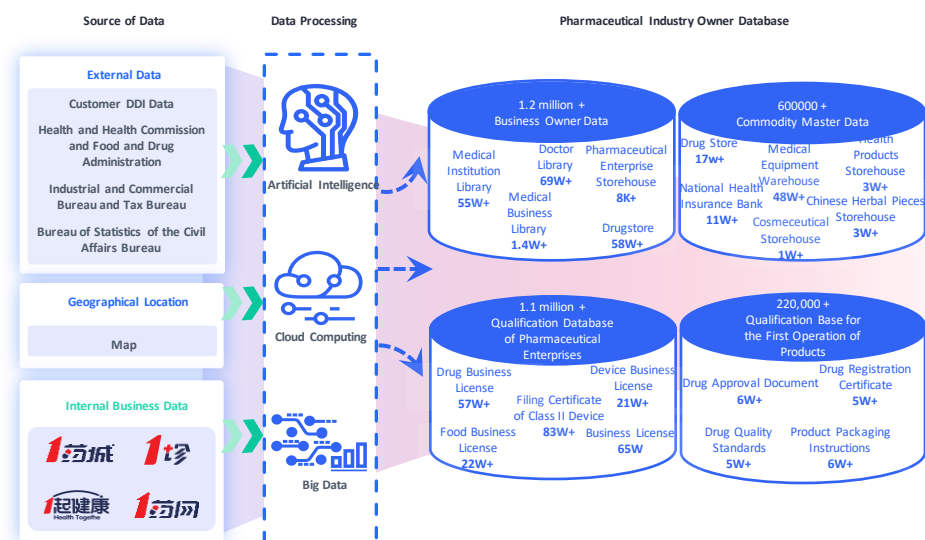 Source of Data
Data Processing
Pharmaceutical Industry Owner Database
External Data
Customer DDI Data
Health and Health Commission
and Food and Drug
Administration
Industrial and Commercial
Bureau and Tax Bureau
Bureau of Statistics of the Civil
Affairs Bureau
Geographical Location
Map
Internal Business Data
1药城
1诊
1起健康
Health Togethe
1药网
Artificial Intelligence
Cloud Computing
Big Data
1.2 million +
Business Owner Data
Medical
Institution
Library
55W+
Doctor
Library
69W+
Pharmaceutical
Enterprise
Storehouse
8K+
Medical
Business
Library
1.4W+
Drugstore
58W+
600000 +
Commodity Master Data
Drug Store
17w+
Medical
Equipment
Warehouse
48W+
Health
Products
Storehouse
3W+
National Health
Insurance Bank
11W+
Cosmeceutical
Storehouse
1W+
Chinese Herbal Pieces
Storehouse
3W+
1.1 million +
Qualification Database
of Pharmaceutical
Enterprises
Drug Business
License
57W+
Device Business
License
21W+
Filing Certificate
of Class II Device
83W+
Food Business
License
22W+
Business License
65W
220,000 +
Qualification Base for
the First Operation of
Products
Drug Approval Document
6W+
Drug Registration
Certificate
5W+
Drug Quality
Standards
5W+
Product Packaging
Instructions
6W+